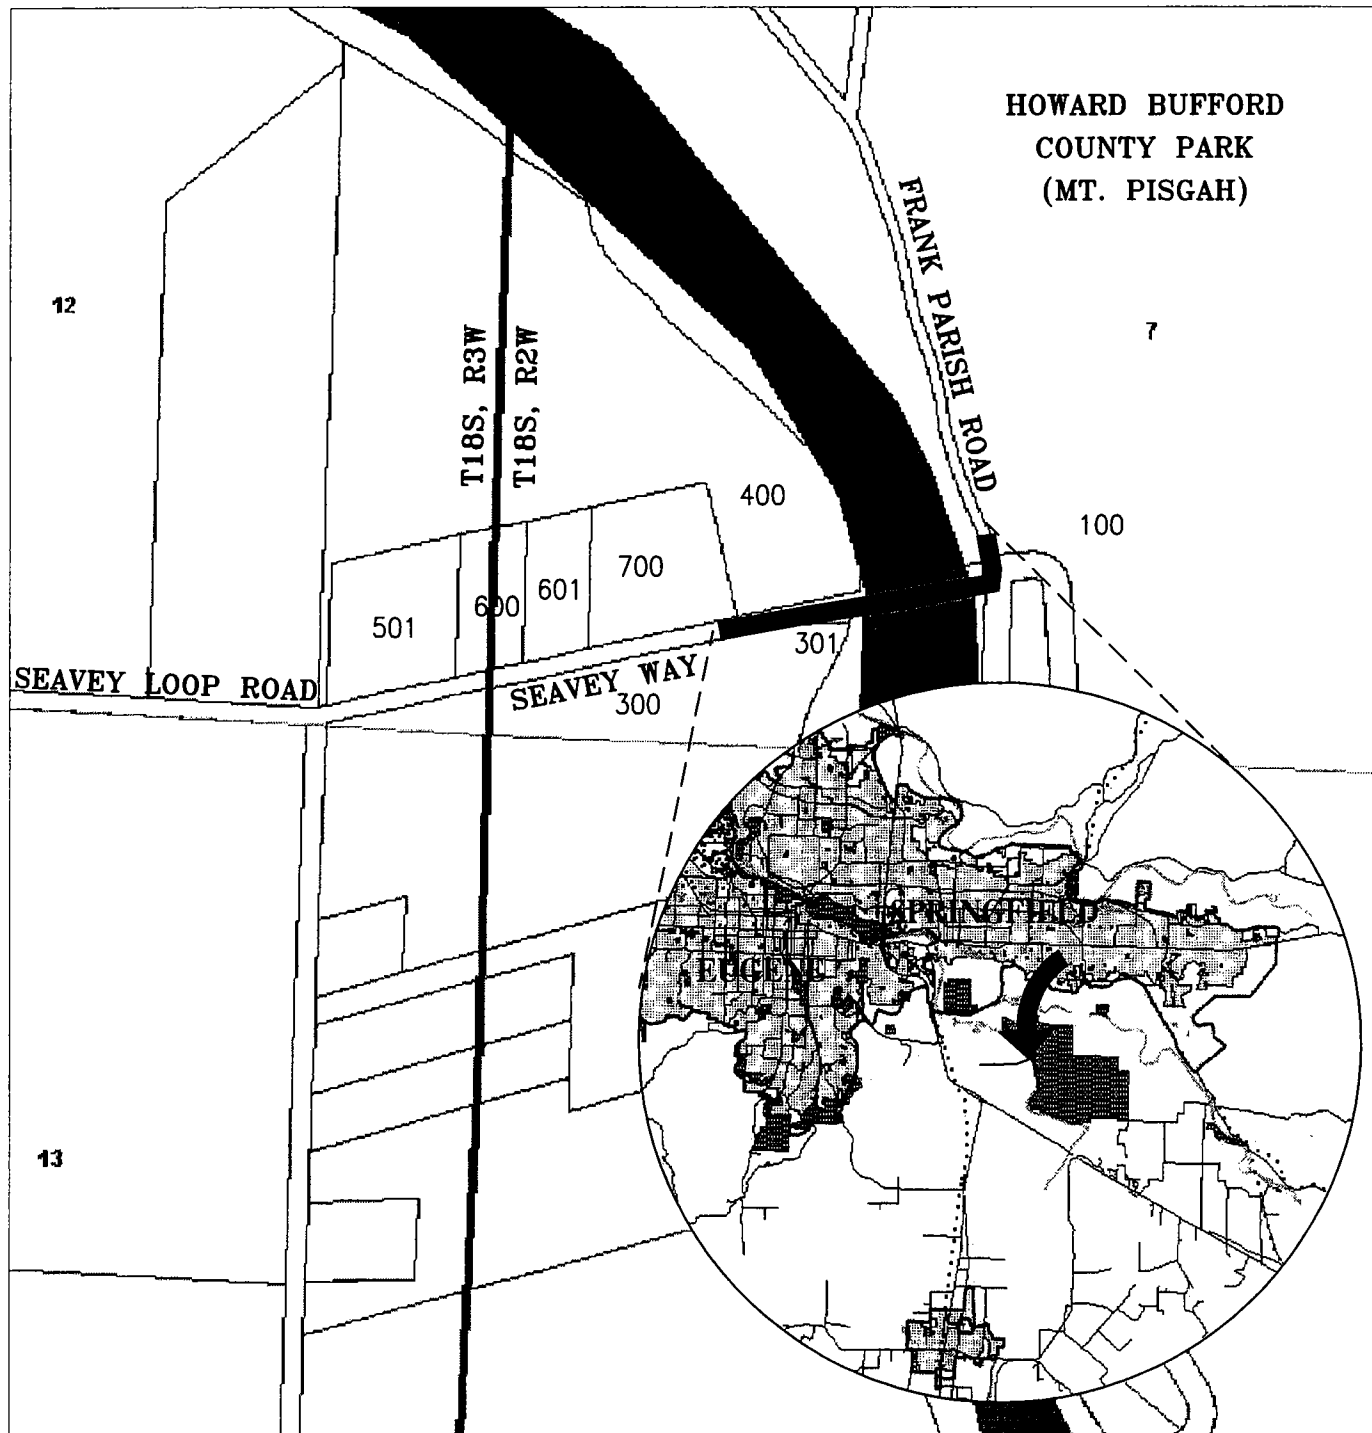 HOWARD BUFFORD
COUNTY PARK
(MT. PISGAH)
FRANK PARISH ROAD
12
7
T18S, R3W
T18S, R2W
400
100
700
601
600
501
301
SEAVEY LOOP ROAD
SEAVEY WAY
300
SPRINGFIELD
EUGENE
13